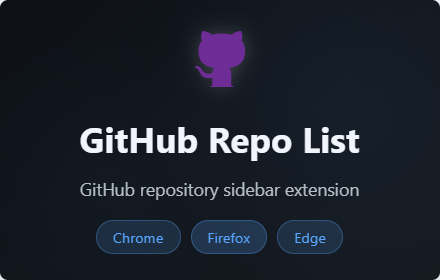 GitHub Repo List
GitHub repository sidebar extension
Chrome Firefox Edge